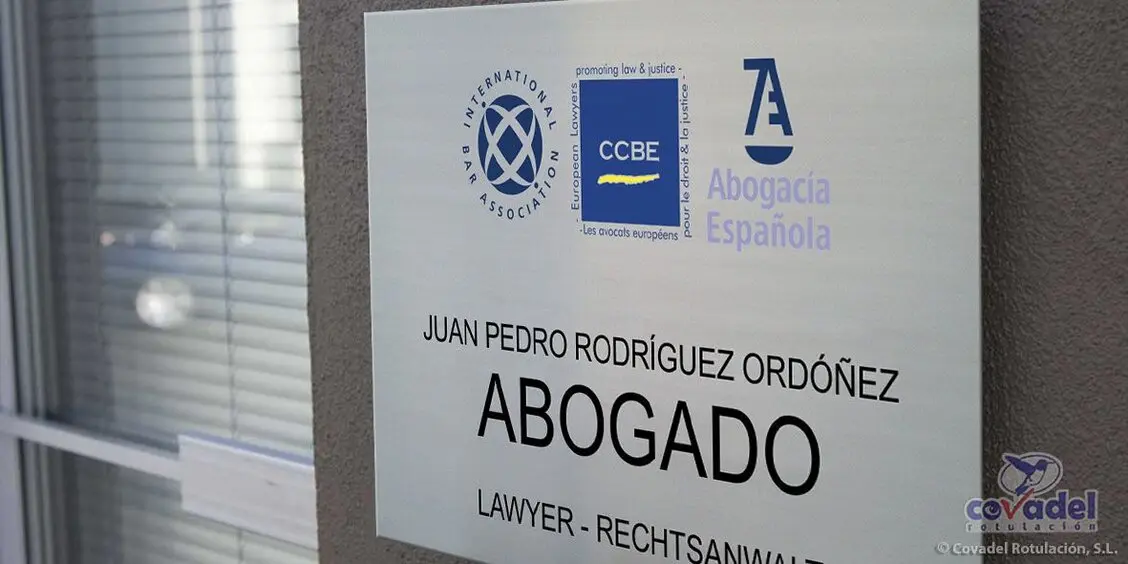 INTERNATIONAL
BAR ASSOCIATION
promoting law & justice -
- European Lawyers
CCBE
pour le droit & la justice -
- Les avocats européens
Abogacía
Española
JUAN PEDRO RODRÍGUEZ ORDÓÑEZ
ABOGADO
LAWYER - RECHTSANWALT
covadel
rotulación
© Covadel Rotulación, S.L.